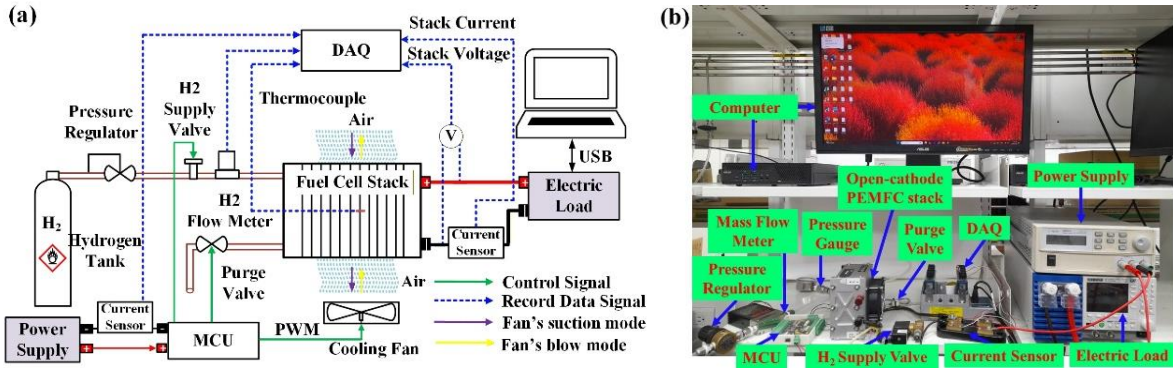 (a)
Stack Current
Stack Voltage
DAQ
H2
Supply
Valve
Pressure
Regulator
Thermocouple
Air
V
USB
Fuel Cell Stack
Electric
Load
H2
Flow Meter
H₂
Hydrogen
Tank
Current
Sensor
Purge
Valve
Air
Control Signal
Record Data Signal
Fan's suction mode
Fan's blow mode
Current
Sensor
Power
Supply
MCU
PWM
Cooling Fan
(b)
Computer
Open-cathode
PEMFC stack
Power Supply
Mass Flow
Meter
Pressure
Gauge
Purge
Valve
DAQ
Pressure
Regulator
MCU
H₂ Supply Valve
Current Sensor
Electric Load